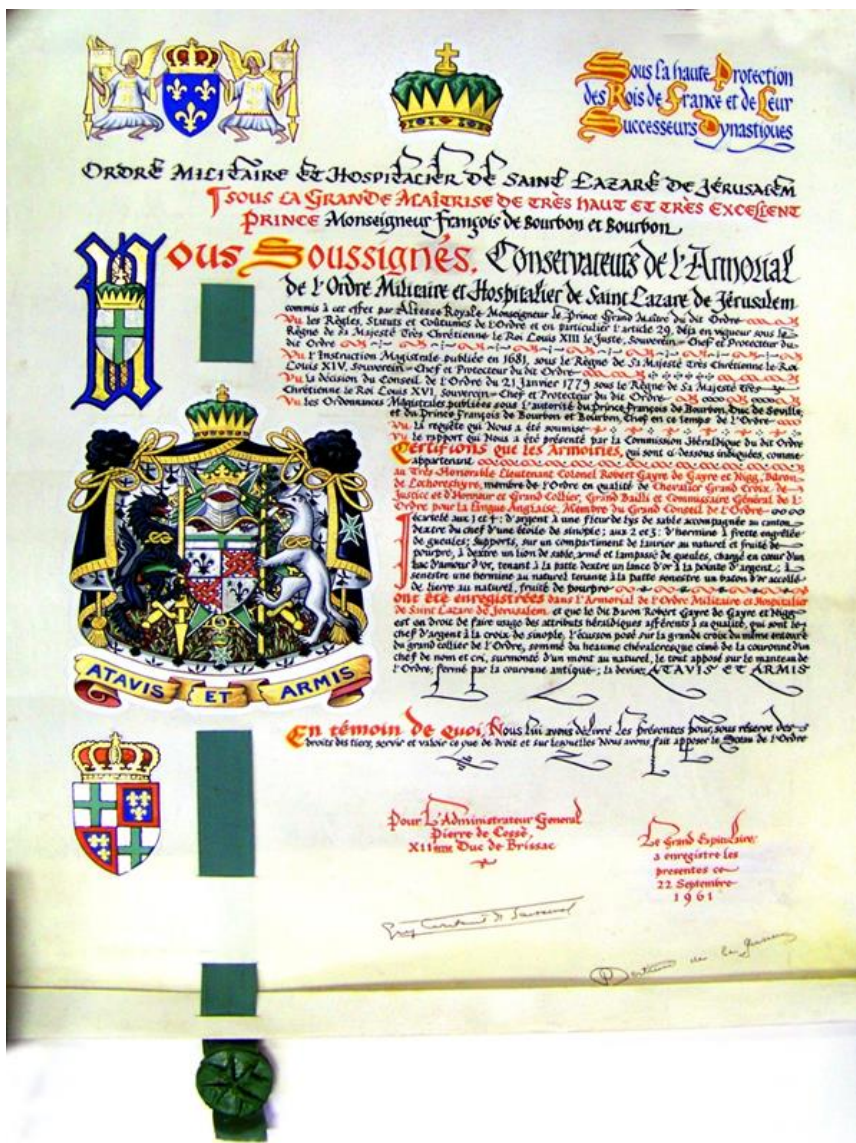 Sous la haute Protection
des Rois de France et de Leur
Successeurs Dynastiques
ORDRE MILITAIRE ET HOSPITALIER DE SAINT LAZARE DE JÉRUSALEM
SOUS LA GRANDE MAÎTRISE DE TRÈS HAUT ET TRÈS EXCELLENT
PRINCE Monseigneur François de Bourbon et Bourbon
Nous Soussignés, Conservateurs de l'Armorial
de l'Ordre Militaire et Hospitalier de Saint Lazare de Jérusalem
commis à cet effet par Altesse Royale Monseigneur le Prince Grand Maître du dit Ordre
Vu les Règles, Statuts et Coûtumes de l'Ordre et en particulier l'article 29, déja en vigueur sous le
Règne de Sa Majesté Très Chrétienne le Roi Louis XIII le Juste, Souverein-Chef et Protecteur du
dit Ordre
Vu l'Instruction Magistrale publiée en 1681, sous le Règne de Sa Majesté Très Chrétienne le Roi
Louis XIV, Souverein-Chef et Protecteur du dit Ordre
Vu la décision du Conseil de l'Ordre du 21 Janvier 1779 sous le Règne de Sa Majesté Très
Chrétienne le Roi Louis XVI, Souverein-Chef et Protecteur du dit Ordre
Vu les Ordonnances Magistrales publiées sous l'autorité du Prince François de Bourbon, Duc de Seville,
et du Prince François de Bourbon et Bourbon, Chef en ce temps de l'Ordre
Vu la requête qui Nous a été soumise
Vu le rapport qui Nous a été présenté par la Commission Héraldique du dit Ordre
Certifions que les Armoiries, qui sont ci-dessous indiquées, comme
appartenant
au Très Honorable Lieutenant Colonel Robert Gayre de Gayre et Nigg, Baron
de Lochoreshyre, membre de l'Ordre en qualité de Chevalier Grand Croix de
Justice et d'Honneur et Grand Collier, Grand Bailli et Commissaire Général de l'
Ordre pour la Langue Anglaise, Membre du Grand Conseil de l'Ordre
écartelé aux 1 et 4: d'argent à une fleur de lys de sable accompagnée au canton
dextre du chef d'une étoile de sinople; aux 2 et 3: d'hermine à frette engrêlée
de gueules; Supports, sur un compartiment de laurier au naturel et fruité de
pourpre, à dextre un lion de sable, armé et lampassé de gueules, chargé en cœur d'un
lac d'amour d'or, tenant à la patte dextre un lance d'or à la pointe d'argent; à
senestre une hermine au naturel tenante à la patte senestre un baton d'or accollé
de lierre au naturel, fruité de pourpre
ont été enregistrées dans l'Armorial de l'Ordre Militaire et Hospitalier
de Saint Lazare de Jérusalem et que le dit Baron Robert Gayre de Gayre et Nigg
est en droit de faire usage des attributs héraldiques afférents à sa qualité, qui sont le
chef d'argent à la croix de sinople, l'écusson posé sur la grande croix du même entouré
du grand collier de l'Ordre, sommé du heaume chevaleresque cimé de la couronne d'un
chef de nom et cri, surmonté d'un mont au naturel, le tout apposé sur le manteau de
l'Ordre, fermé par la couronne antique; la devise, ATAVIS ET ARMIS
ATAVIS ET ARMIS
En témoin de quoi, Nous Lui avons délivré les présentes pour, sous réserve des
droits des tiers, servir et valoir ce que de droit et sur lesquelles Nous avons fait apposer le Sceau de l'Ordre
Pour L'Administrateur General
Pierre de Cossé,
XIIme Duc de Brissac
Le Grand
a enregistre les
presentes ce
22 Septembre
1961